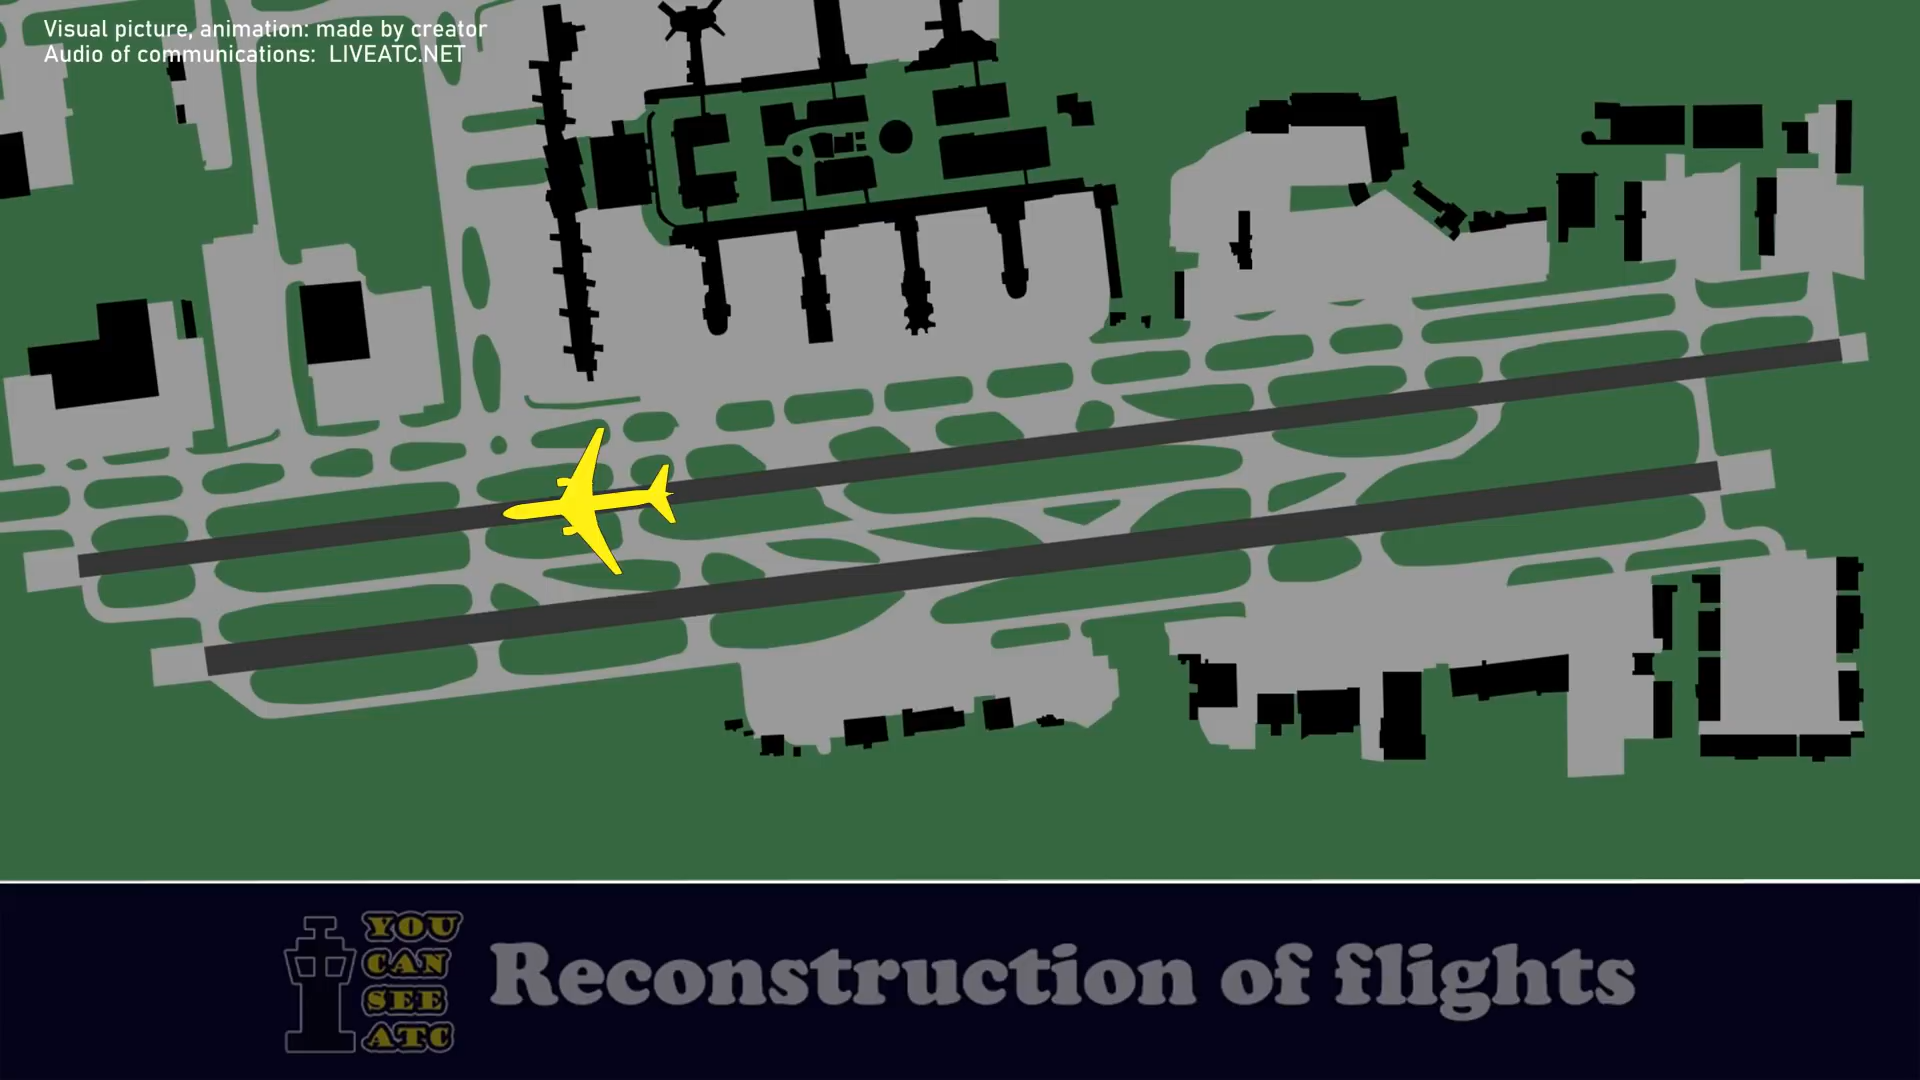 Visual picture, animation: made by creator
Audio of communications: LIVEATC.NET
YOU
CAN
SEE
ATC
Reconstruction of flights